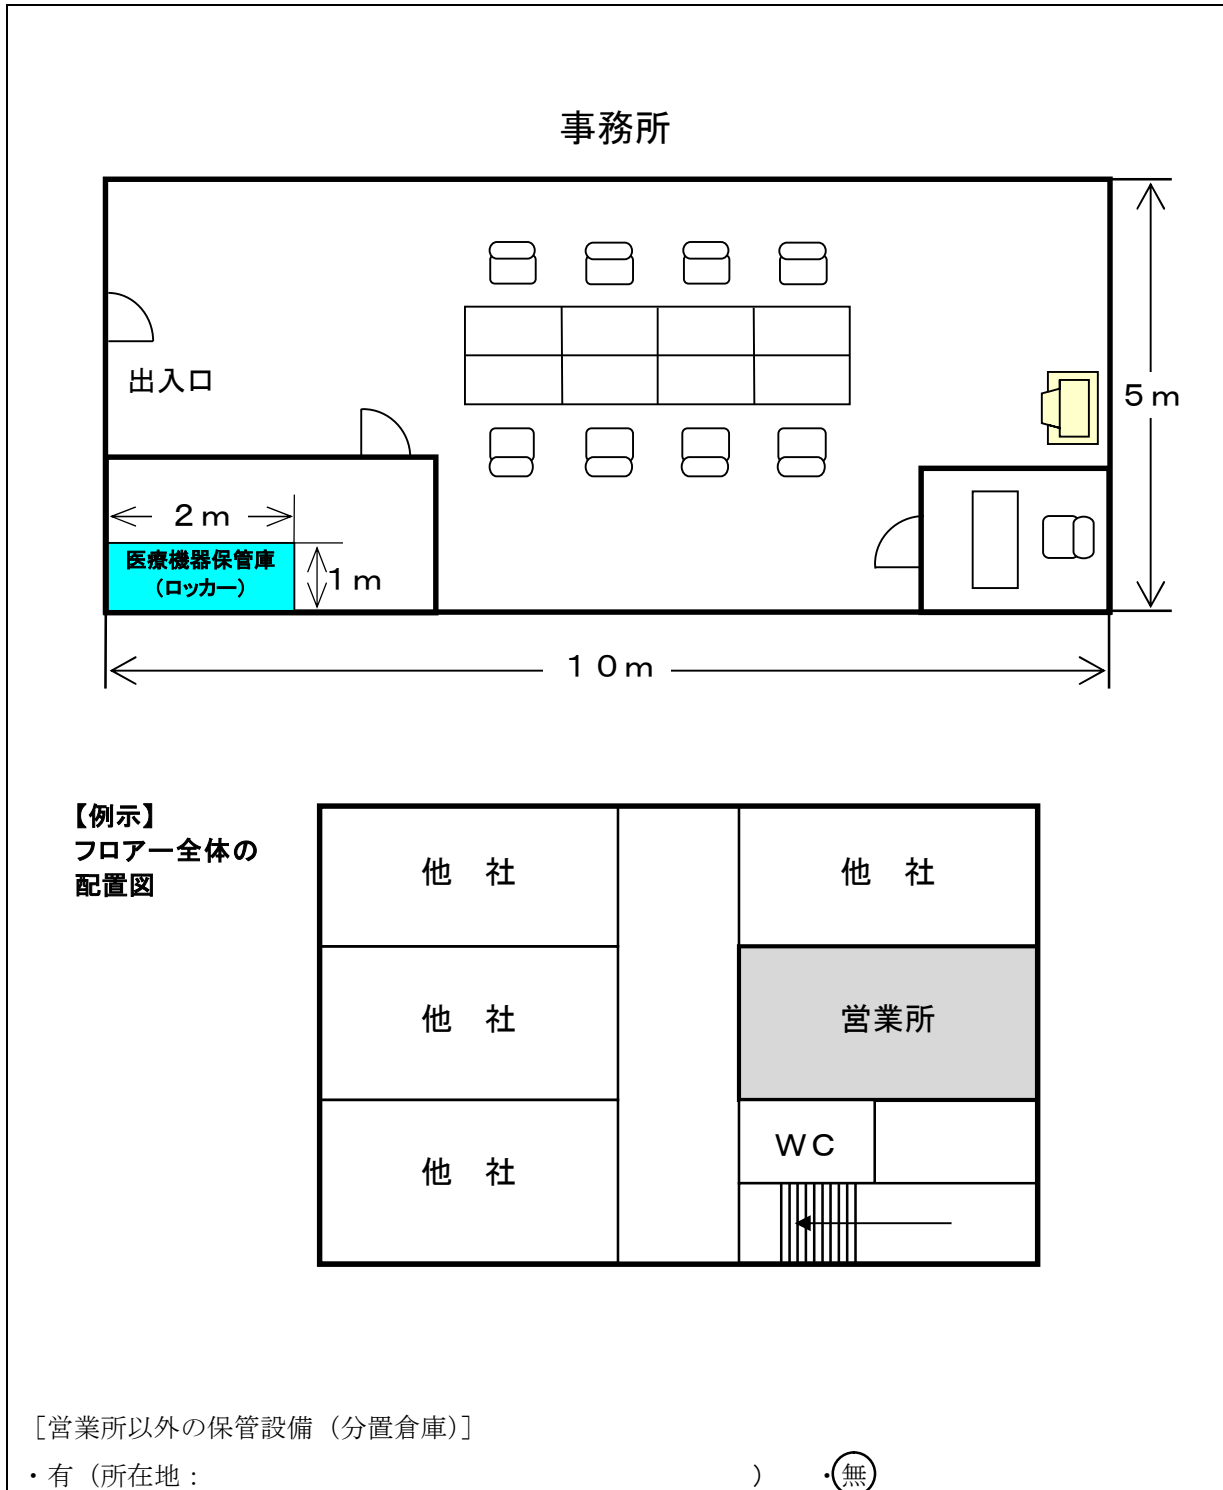 事務所
出入口
５ｍ
２ｍ
医療機器保管庫
（ロッカー）
１ｍ
１０ｍ
【例示】
フロアー全体の
配置図
他　社
他　社
他　社
営業所
他　社
ＷＣ
［営業所以外の保管設備（分置倉庫）］
・有（所在地：　　　　　　　　　　　　　　　　　　　　　）　　・無